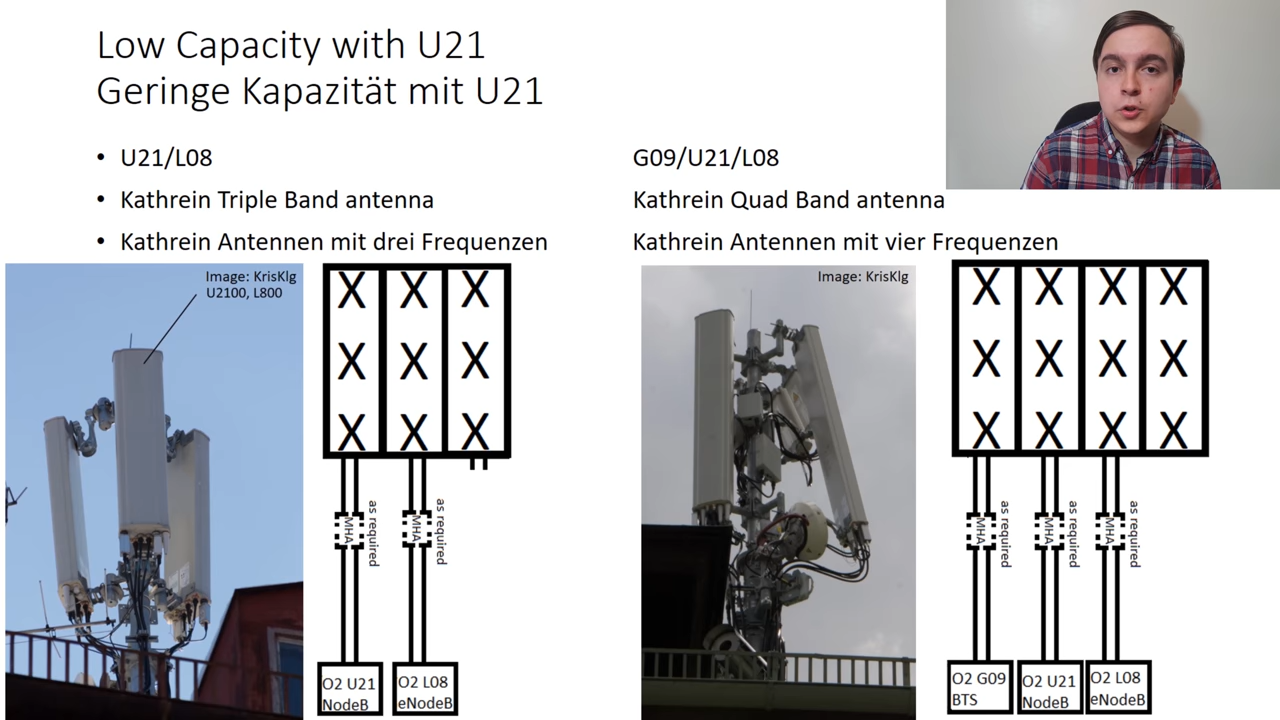 Low Capacity with U21
Geringe Kapazität mit U21
• U21/L08
• Kathrein Triple Band antenna
• Kathrein Antennen mit drei Frequenzen
Image: KrisKlg
U2100, L800
X X X
X X X
X X X
MHA
as required
MHA
as required
O2 U21
NodeB
O2 L08
eNodeB
G09/U21/L08
Kathrein Quad Band antenna
Kathrein Antennen mit vier Frequenzen
Image: KrisKlg
X X X X
X X X X
X X X X
MHA
as required
MHA
as required
MHA
as required
O2 G09
BTS
O2 U21
NodeB
O2 L08
eNodeB